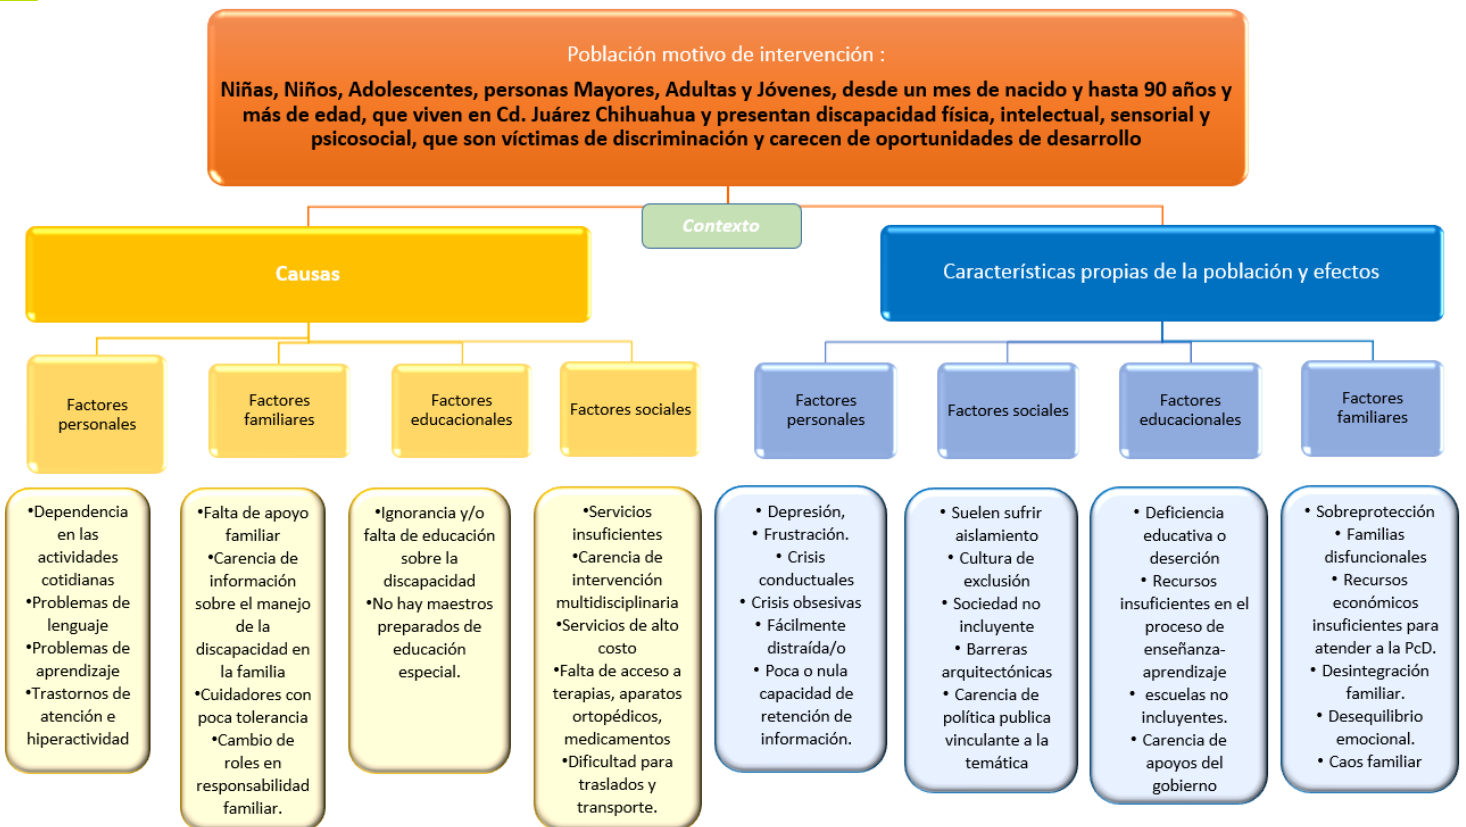 Población motivo de intervención :
Niñas, Niños, Adolescentes, personas Mayores, Adultas y Jóvenes, desde un mes de nacido y hasta 90 años y
más de edad, que viven en Cd. Juárez Chihuahua y presentan discapacidad física, intelectual, sensorial y
psicosocial, que son víctimas de discriminación y carecen de oportunidades de desarrollo
Contexto
Causas
Características propias de la población y efectos
Factores
personales
Factores
familiares
Factores
educacionales
Factores sociales
Factores
personales
Factores sociales
Factores
educacionales
Factores
familiares
•Dependencia
en las
actividades
cotidianas
•Problemas de
lenguaje
•Problemas de
aprendizaje
•Trastornos de
atención e
hiperactividad
•Falta de apoyo
familiar
•Carencia de
información
sobre el manejo
de la
discapacidad en
la familia
•Cuidadores con
poca tolerancia
•Cambio de
roles en
responsabilidad
familiar.
•Ignorancia y/o
falta de educación
sobre la
discapacidad
•No hay maestros
preparados de
educación
especial.
•Servicios
insuficientes
•Carencia de
intervención
multidisciplinaria
•Servicios de alto
costo
•Falta de acceso a
terapias, aparatos
ortopédicos,
medicamentos
•Dificultad para
traslados y
transporte.
• Depresión,
• Frustración.
• Crisis
conductuales
• Crisis obsesivas
• Fácilmente
distraída/o
• Poca o nula
capacidad de
retención de
información.
• Suelen sufrir
aislamiento
• Cultura de
exclusión
• Sociedad no
incluyente
• Barreras
arquitectónicas
• Carencia de
política publica
vinculante a la
temática
• Deficiencia
educativa o
deserción
• Recursos
insuficientes en el
proceso de
enseñanza-
aprendizaje
• escuelas no
incluyentes.
• Carencia de
apoyos del
gobierno
• Sobreprotección
• Familias
disfuncionales
• Recursos
económicos
insuficientes para
atender a la PcD.
• Desintegración
familiar.
• Desequilibrio
emocional.
• Caos familiar